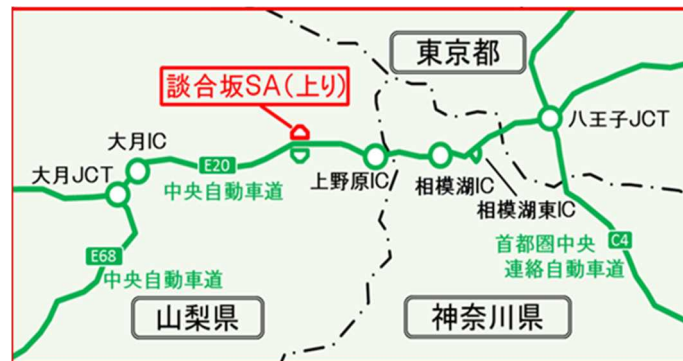 東京都
談合坂SA(上り)
八王子JCT
大月IC
大月JCT
E20
中央自動車道
上野原IC
相模湖IC
相模湖東IC
E68
中央自動車道
首都圏中央
連絡自動車道
C4
山梨県
神奈川県